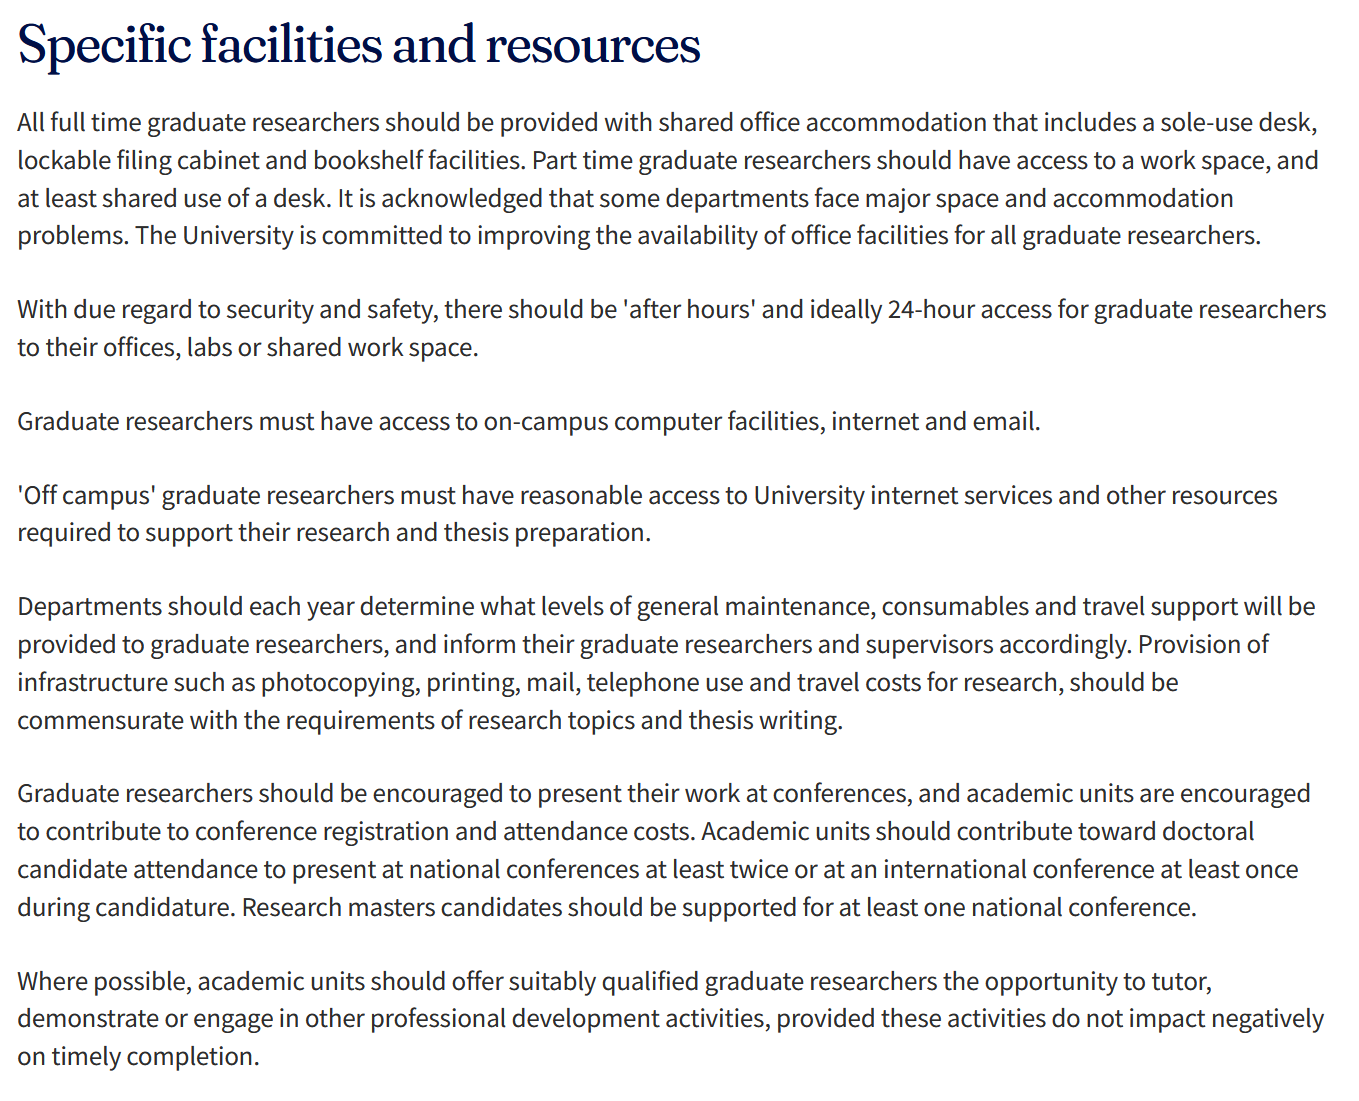 Specific facilities and resources
All full time graduate researchers should be provided with shared office accommodation that includes a sole-use desk,
lockable filing cabinet and bookshelf facilities. Part time graduate researchers should have access to a work space, and
at least shared use of a desk. It is acknowledged that some departments face major space and accommodation
problems. The University is committed to improving the availability of office facilities for all graduate researchers.
With due regard to security and safety, there should be 'after hours' and ideally 24-hour access for graduate researchers
to their offices, labs or shared work space.
Graduate researchers must have access to on-campus computer facilities, internet and email.
'Off campus' graduate researchers must have reasonable access to University internet services and other resources
required to support their research and thesis preparation.
Departments should each year determine what levels of general maintenance, consumables and travel support will be
provided to graduate researchers, and inform their graduate researchers and supervisors accordingly. Provision of
infrastructure such as photocopying, printing, mail, telephone use and travel costs for research, should be
commensurate with the requirements of research topics and thesis writing.
Graduate researchers should be encouraged to present their work at conferences, and academic units are encouraged
to contribute to conference registration and attendance costs. Academic units should contribute toward doctoral
candidate attendance to present at national conferences at least twice or at an international conference at least once
during candidature. Research masters candidates should be supported for at least one national conference.
Where possible, academic units should offer suitably qualified graduate researchers the opportunity to tutor,
demonstrate or engage in other professional development activities, provided these activities do not impact negatively
on timely completion.